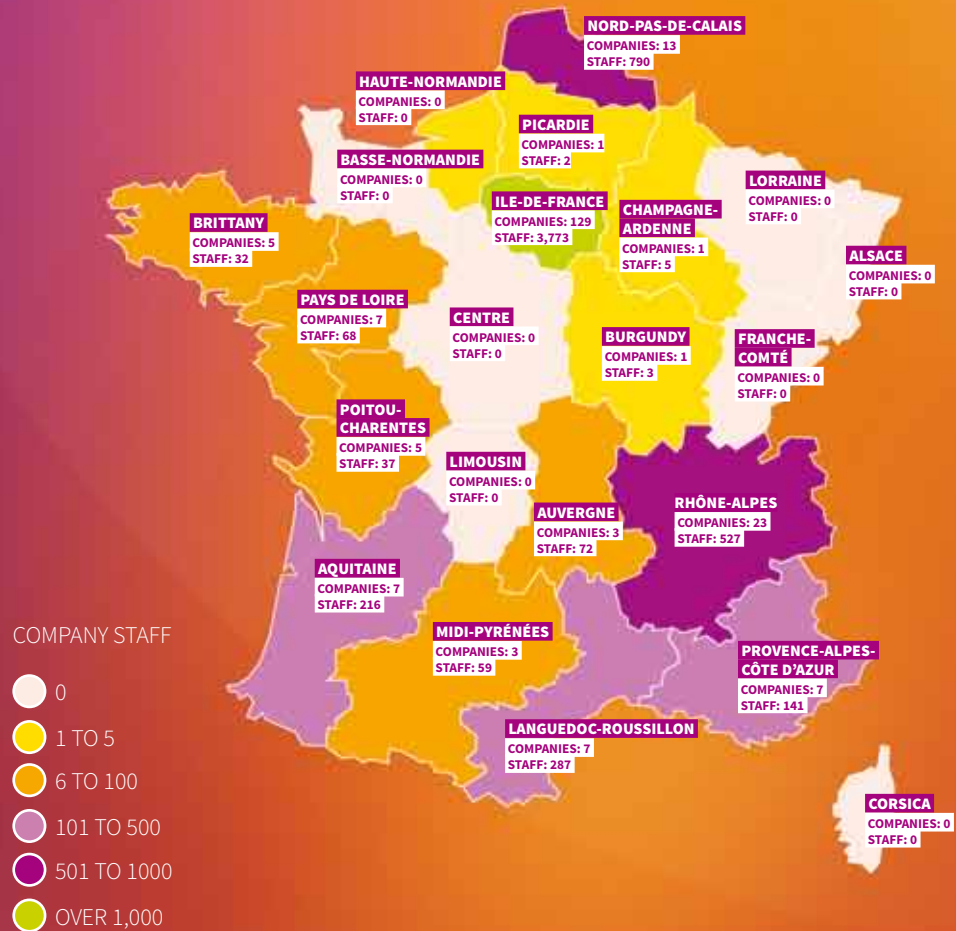 NORD-PAS-DE-CALAIS
COMPANIES: 13
STAFF: 790
HAUTE-NORMANDIE
COMPANIES: 0
STAFF: 0
PICARDIE
COMPANIES: 1
STAFF: 2
BASSE-NORMANDIE
COMPANIES: 0
STAFF: 0
LORRAINE
COMPANIES: 0
STAFF: 0
ILE-DE-FRANCE
COMPANIES: 129
STAFF: 3,773
CHAMPAGNE-
ARDENNE
COMPANIES: 1
STAFF: 5
BRITTANY
COMPANIES: 5
STAFF: 32
ALSACE
COMPANIES: 0
STAFF: 0
PAYS DE LOIRE
COMPANIES: 7
STAFF: 68
CENTRE
COMPANIES: 0
STAFF: 0
BURGUNDY
COMPANIES: 1
STAFF: 3
FRANCHE-
COMTÉ
COMPANIES: 0
STAFF: 0
POITOU-
CHARENTES
COMPANIES: 5
STAFF: 37
LIMOUSIN
COMPANIES: 0
STAFF: 0
AUVERGNE
COMPANIES: 3
STAFF: 72
RHÔNE-ALPES
COMPANIES: 23
STAFF: 527
AQUITAINE
COMPANIES: 7
STAFF: 216
MIDI-PYRÉNÉES
COMPANIES: 3
STAFF: 59
PROVENCE-ALPES-
CÔTE D’AZUR
COMPANIES: 7
STAFF: 141
LANGUEDOC-ROUSSILLON
COMPANIES: 7
STAFF: 287
CORSICA
COMPANIES: 0
STAFF: 0
COMPANY STAFF
0
1 TO 5
6 TO 100
101 TO 500
501 TO 1000
OVER 1,000